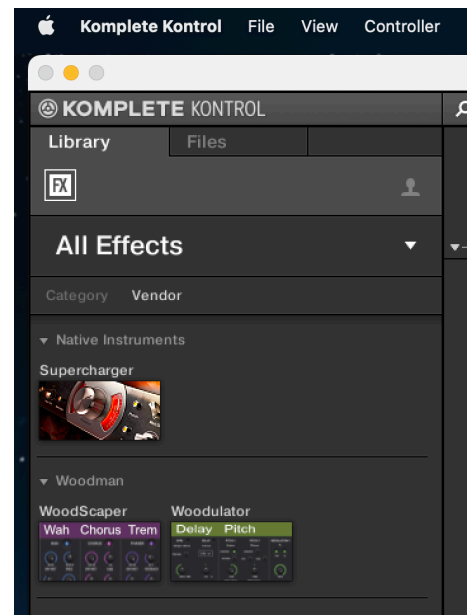 Komplete Kontrol File View Controller
KOMPLETE KONTROL
Library Files
FX
All Effects
Category Vendor
Native Instruments
Supercharger
Woodman
WoodScaper Woodulator
Wah Chorus Trem Delay Pitch